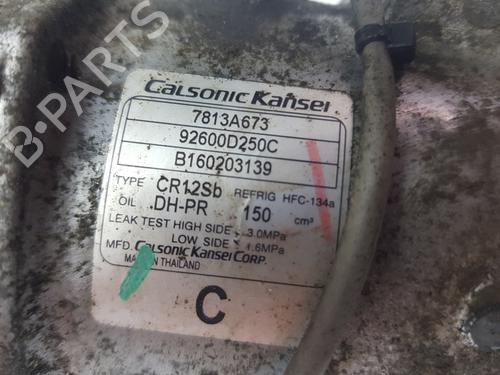 B-PARTS
Calsonic Kansei
7813A673
92600D250C
B160203139
TYPE CR12Sb REFRIG HFC-134a
OIL DH-PR 150 cm³
LEAK TEST HIGH SIDE 3.0MPa
LOW SIDE 1.6MPa
MFD. CALSONIC KANSEI CORP.
MADE IN THAILAND
C